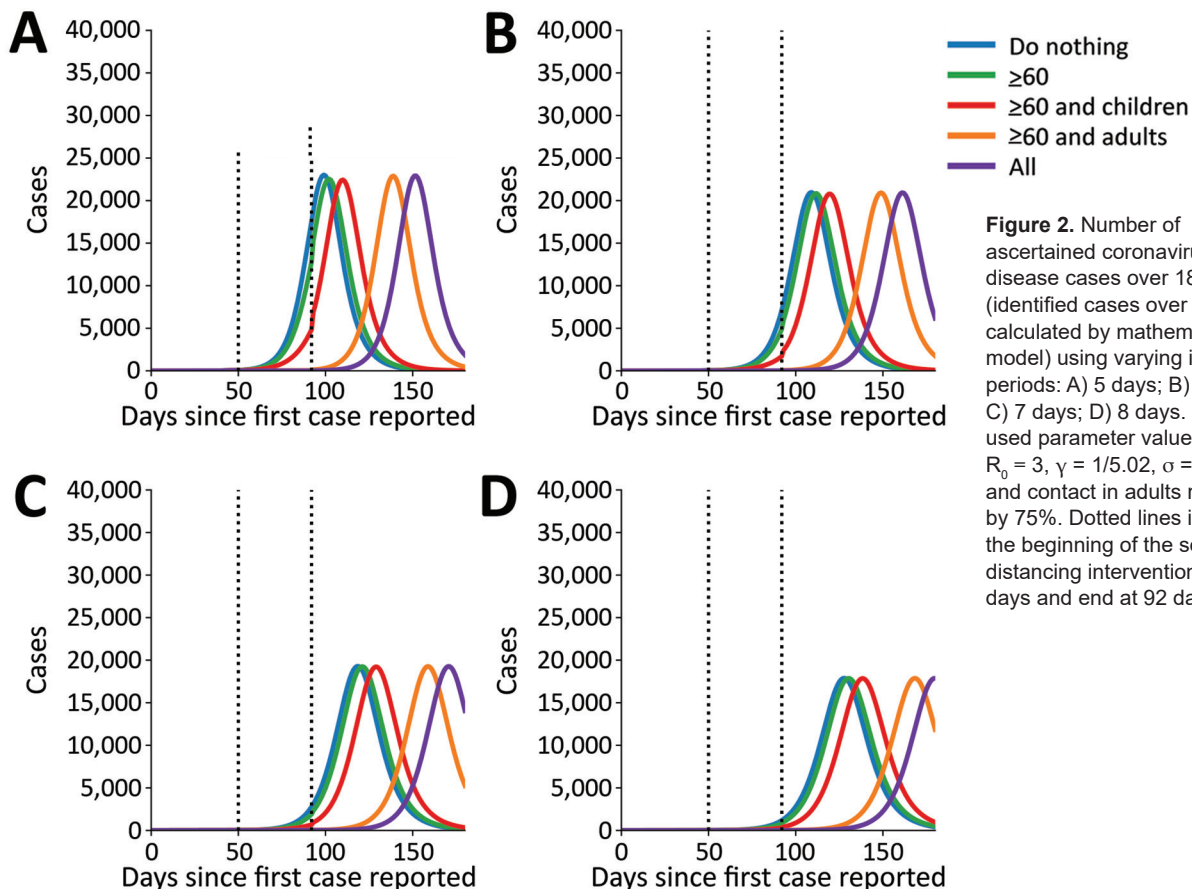 A
40,000
35,000
30,000
25,000
20,000
15,000
10,000
5,000
0
Cases
0 50 100 150
Days since first case reported
B
40,000
35,000
30,000
25,000
20,000
15,000
10,000
5,000
0
Cases
0 50 100 150
Days since first case reported
Do nothing
≥60
≥60 and children
≥60 and adults
All
Figure 2. Number of
ascertained coronaviru
disease cases over 18
(identified cases over
calculated by mathem
model) using varying i
periods: A) 5 days; B)
C) 7 days; D) 8 days.
used parameter value
R₀ = 3, γ = 1/5.02, σ =
and contact in adults r
by 75%. Dotted lines i
the beginning of the so
distancing intervention
days and end at 92 da
C
40,000
35,000
30,000
25,000
20,000
15,000
10,000
5,000
0
Cases
0 50 100 150
Days since first case reported
D
40,000
35,000
30,000
25,000
20,000
15,000
10,000
5,000
0
Cases
0 50 100 150
Days since first case reported